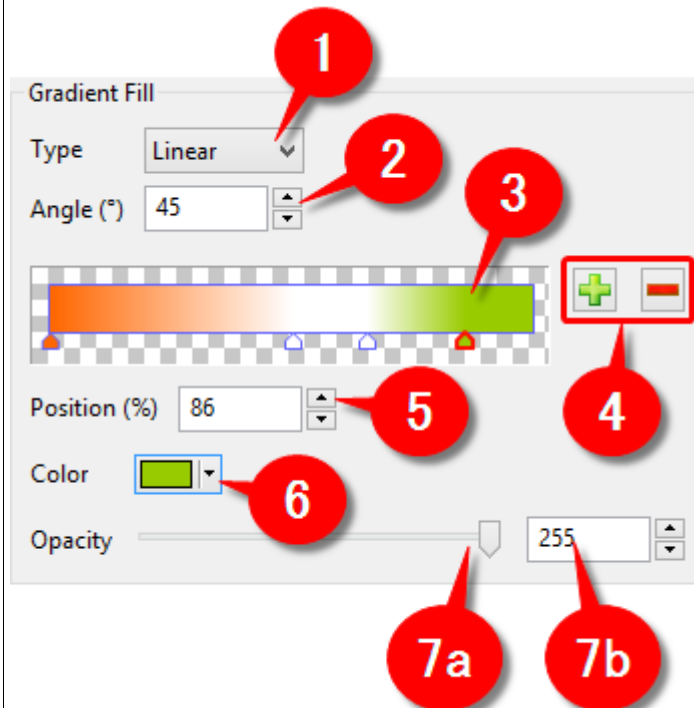 1
Gradient Fill
Type Linear
2
Angle (°) 45
3
4
Position (%) 86
5
Color
6
Opacity 255
7a 7b